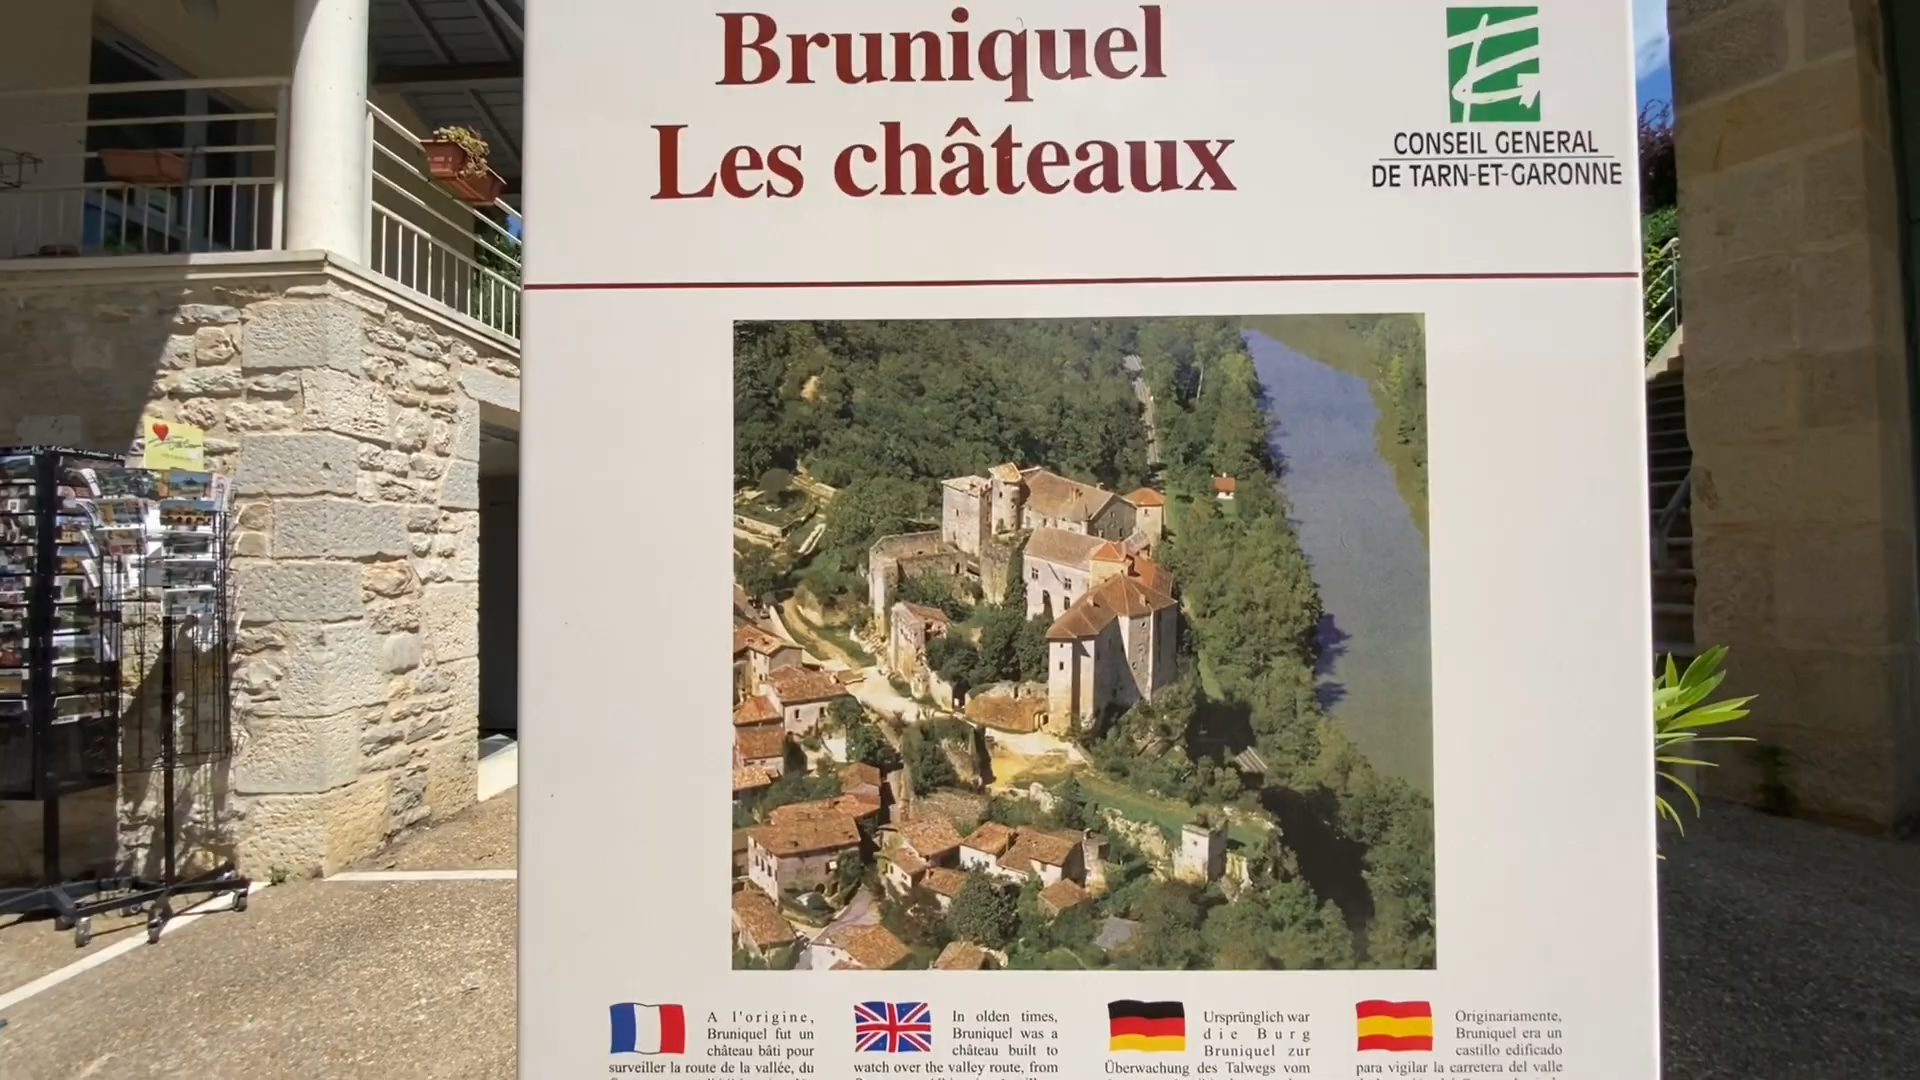 Bruniquel
Les châteaux
CONSEIL GENERAL
DE TARN-ET-GARONNE
A l'origine,
Bruniquel fut un
château bâti pour
surveiller la route de la vallée, du
In olden times,
Bruniquel was a
château built to
watch over the valley route, from
Ursprünglich war
die Burg
Bruniquel zur
Überwachung des Talwegs vom
Originariamente,
Bruniquel era un
castillo edificado
para vigilar la carretera del valle